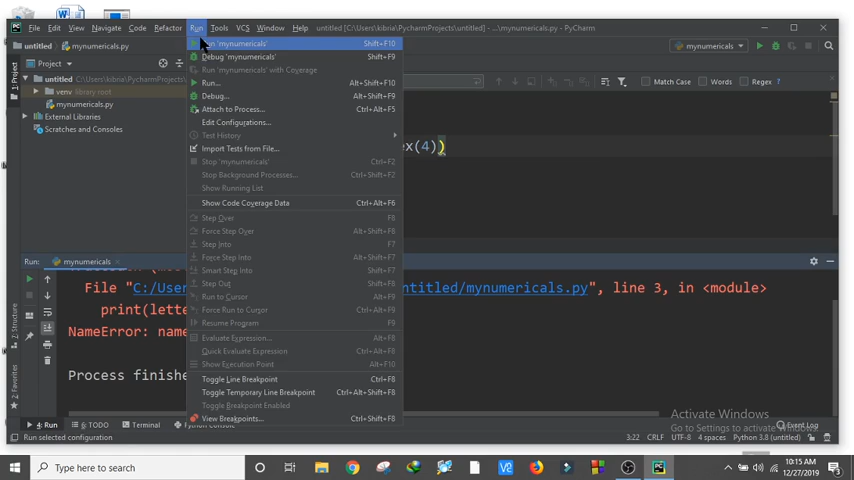 File Edit View Navigate Code Refactor Run Tools VCS Window Help untitled [C:\Users\kibria\PycharmProjects\untitled] - ...\mynumericals.py - PyCharm
untitled mynumericals.py
mynumericals
Project
untitled C:\Users\kibria\PycharmProjects\untitled
venv library root
mynumericals.py
External Libraries
Scratches and Consoles
1: Project
7: Structure
2: Favorites
Run 'mynumericals' Shift+F10
Debug 'mynumericals' Shift+F9
Run 'mynumericals' with Coverage
Run... Alt+Shift+F10
Debug... Alt+Shift+F9
Attach to Process... Ctrl+Alt+F5
Edit Configurations...
Test History
Import Tests from File...
Stop 'mynumericals' Ctrl+F2
Stop Background Processes... Ctrl+Shift+F2
Show Running List
Show Code Coverage Data Ctrl+Alt+F6
Step Over F8
Force Step Over Alt+Shift+F8
Step Into F7
Force Step Into Alt+Shift+F7
Smart Step Into Shift+F7
Step Out Shift+F8
Run to Cursor Alt+F9
Force Run to Cursor Ctrl+Alt+F9
Resume Program F9
Evaluate Expression... Alt+F8
Quick Evaluate Expression Ctrl+Alt+F8
Show Execution Point Alt+F10
Toggle Line Breakpoint Ctrl+F8
Toggle Temporary Line Breakpoint Ctrl+Alt+Shift+F8
Toggle Breakpoint Enabled
View Breakpoints... Ctrl+Shift+F8
Match Case Words Regex ?
ex(4))
Run: mynumericals
File "C:/User ntitled/mynumericals.py", line 3, in <module>
print(lette
NameError: name
Process finishe
Activate Windows
Go to Settings to activate Windows.
4: Run 6: TODO Terminal Python Console Event Log
Run selected configuration 3:22 CRLF UTF-8 4 spaces Python 3.8 (untitled)
Type here to search
10:15 AM
12/27/2019
3